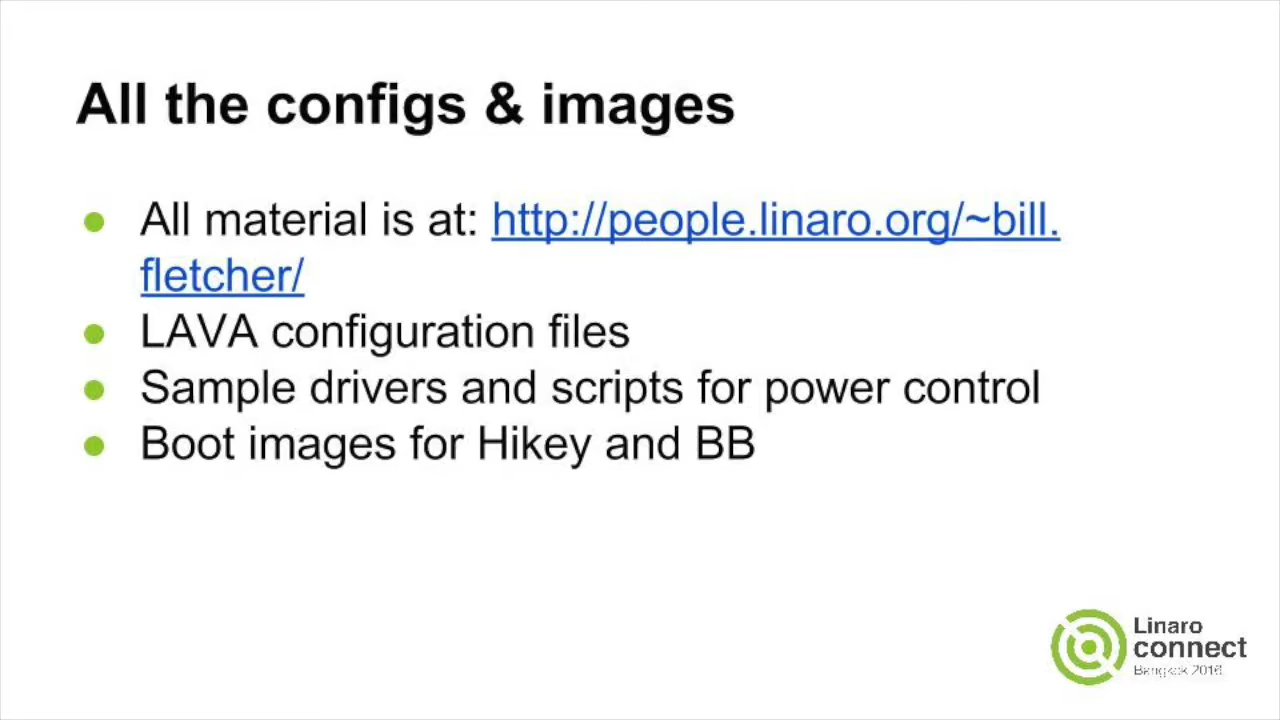 All the configs & images
All material is at: http://people.linaro.org/~bill.
fletcher/
LAVA configuration files
Sample drivers and scripts for power control
Boot images for Hikey and BB
Linaro
connect
Bangkok 2016